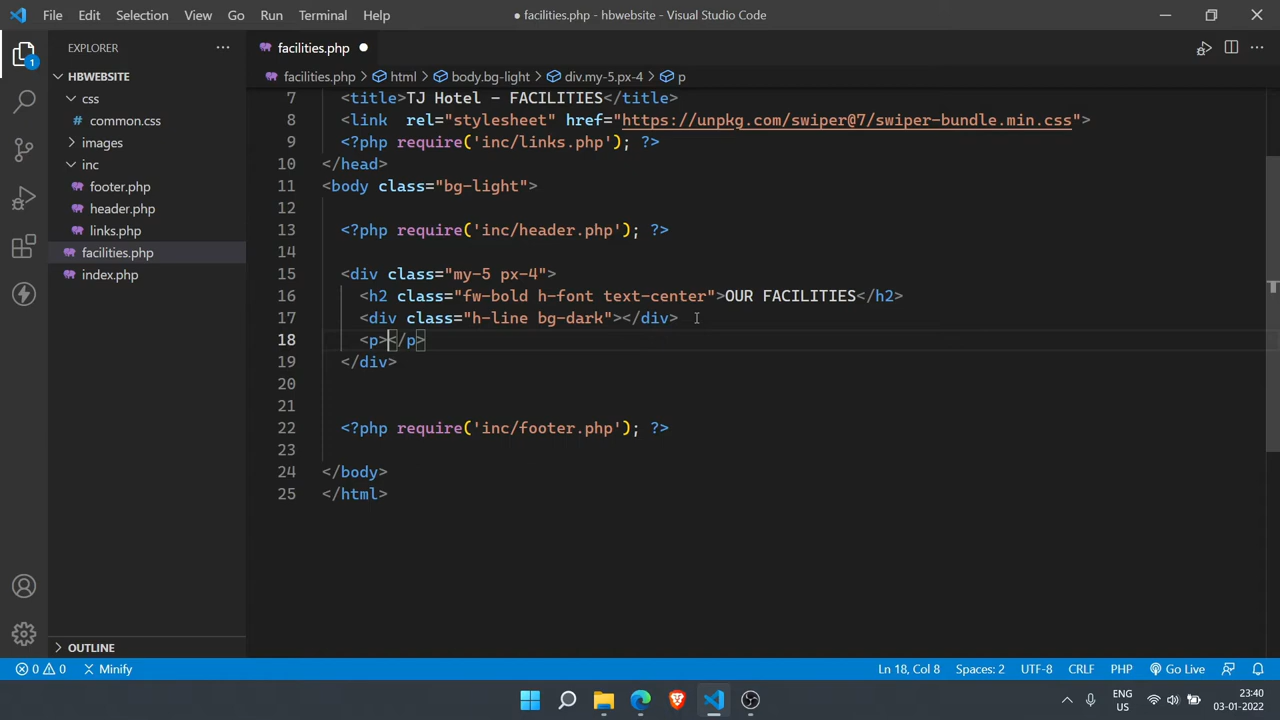 File Edit Selection View Go Run Terminal Help
● facilities.php - hbwebsite - Visual Studio Code
EXPLORER
HBWEBSITE
css
# common.css
images
inc
footer.php
header.php
links.php
facilities.php
index.php
OUTLINE
1
facilities.php
facilities.php > html > body.bg-light > div.my-5.px-4 > p
7 <title>TJ Hotel - FACILITIES</title>
8 <link  rel="stylesheet" href="https://unpkg.com/swiper@7/swiper-bundle.min.css">
9 <?php require('inc/links.php'); ?>
10 </head>
11 <body class="bg-light">
12
13 <?php require('inc/header.php'); ?>
14
15 <div class="my-5 px-4">
16 <h2 class="fw-bold h-font text-center">OUR FACILITIES</h2>
17 <div class="h-line bg-dark"></div>
18 <p></p>
19 </div>
20
21
22 <?php require('inc/footer.php'); ?>
23
24 </body>
25 </html>
0 0 Minify
Ln 18, Col 8 Spaces: 2 UTF-8 CRLF PHP Go Live
ENG
US
23:40
03-01-2022